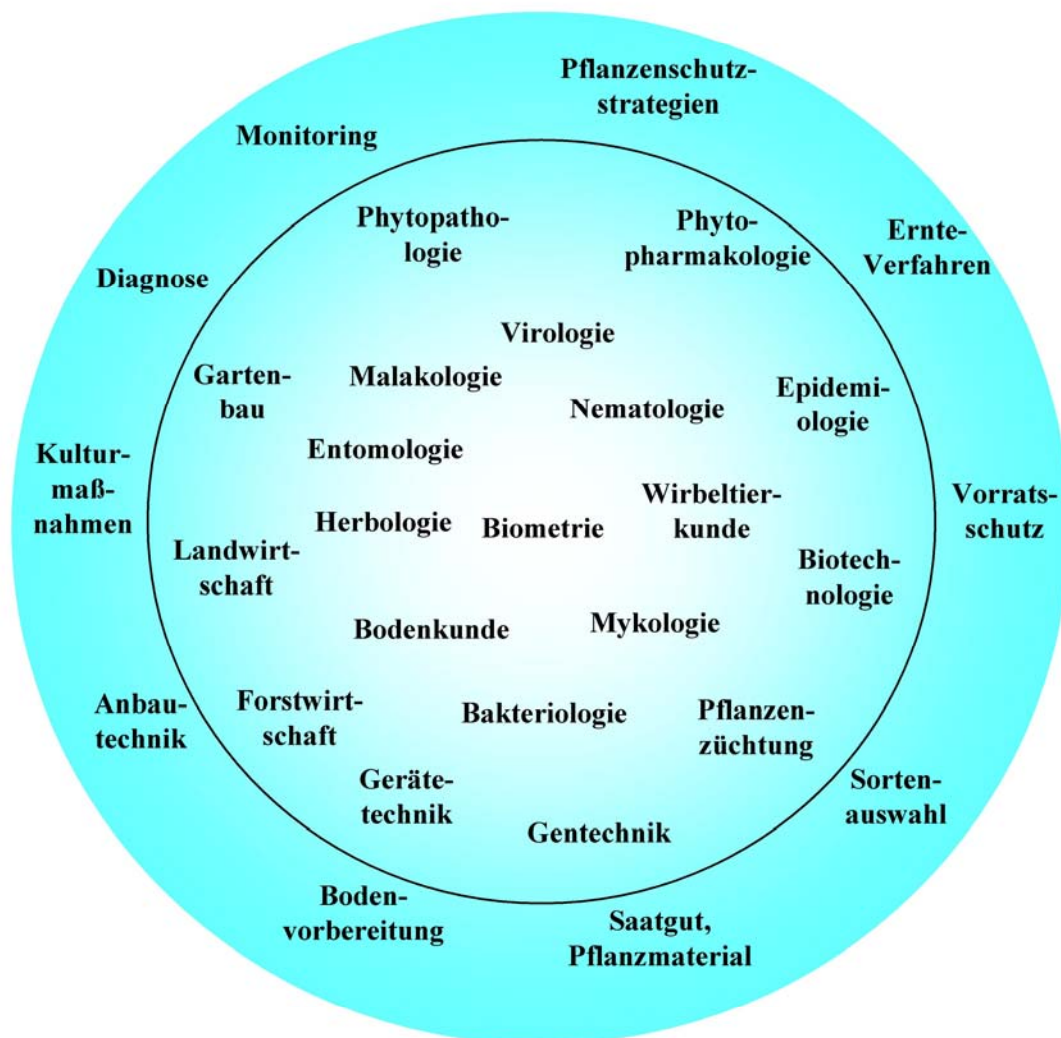 Pflanzenschutz-
strategien
Monitoring
Phytopatho-
logie
Phyto-
pharmakologie
Ernte-
Verfahren
Diagnose
Virologie
Malakologie
Garten-
bau
Nematologie
Epidemi-
ologie
Entomologie
Kultur-
maß-
nahmen
Wirbeltier-
kunde
Vorrats-
schutz
Herbologie
Biometrie
Landwirt-
schaft
Biotech-
nologie
Bodenkunde
Mykologie
Anbau-
technik
Forstwirt-
schaft
Bakteriologie
Pflanzen-
züchtung
Geräte-
technik
Sorten-
auswahl
Gentechnik
Boden-
vorbereitung
Saatgut,
Pflanzmaterial